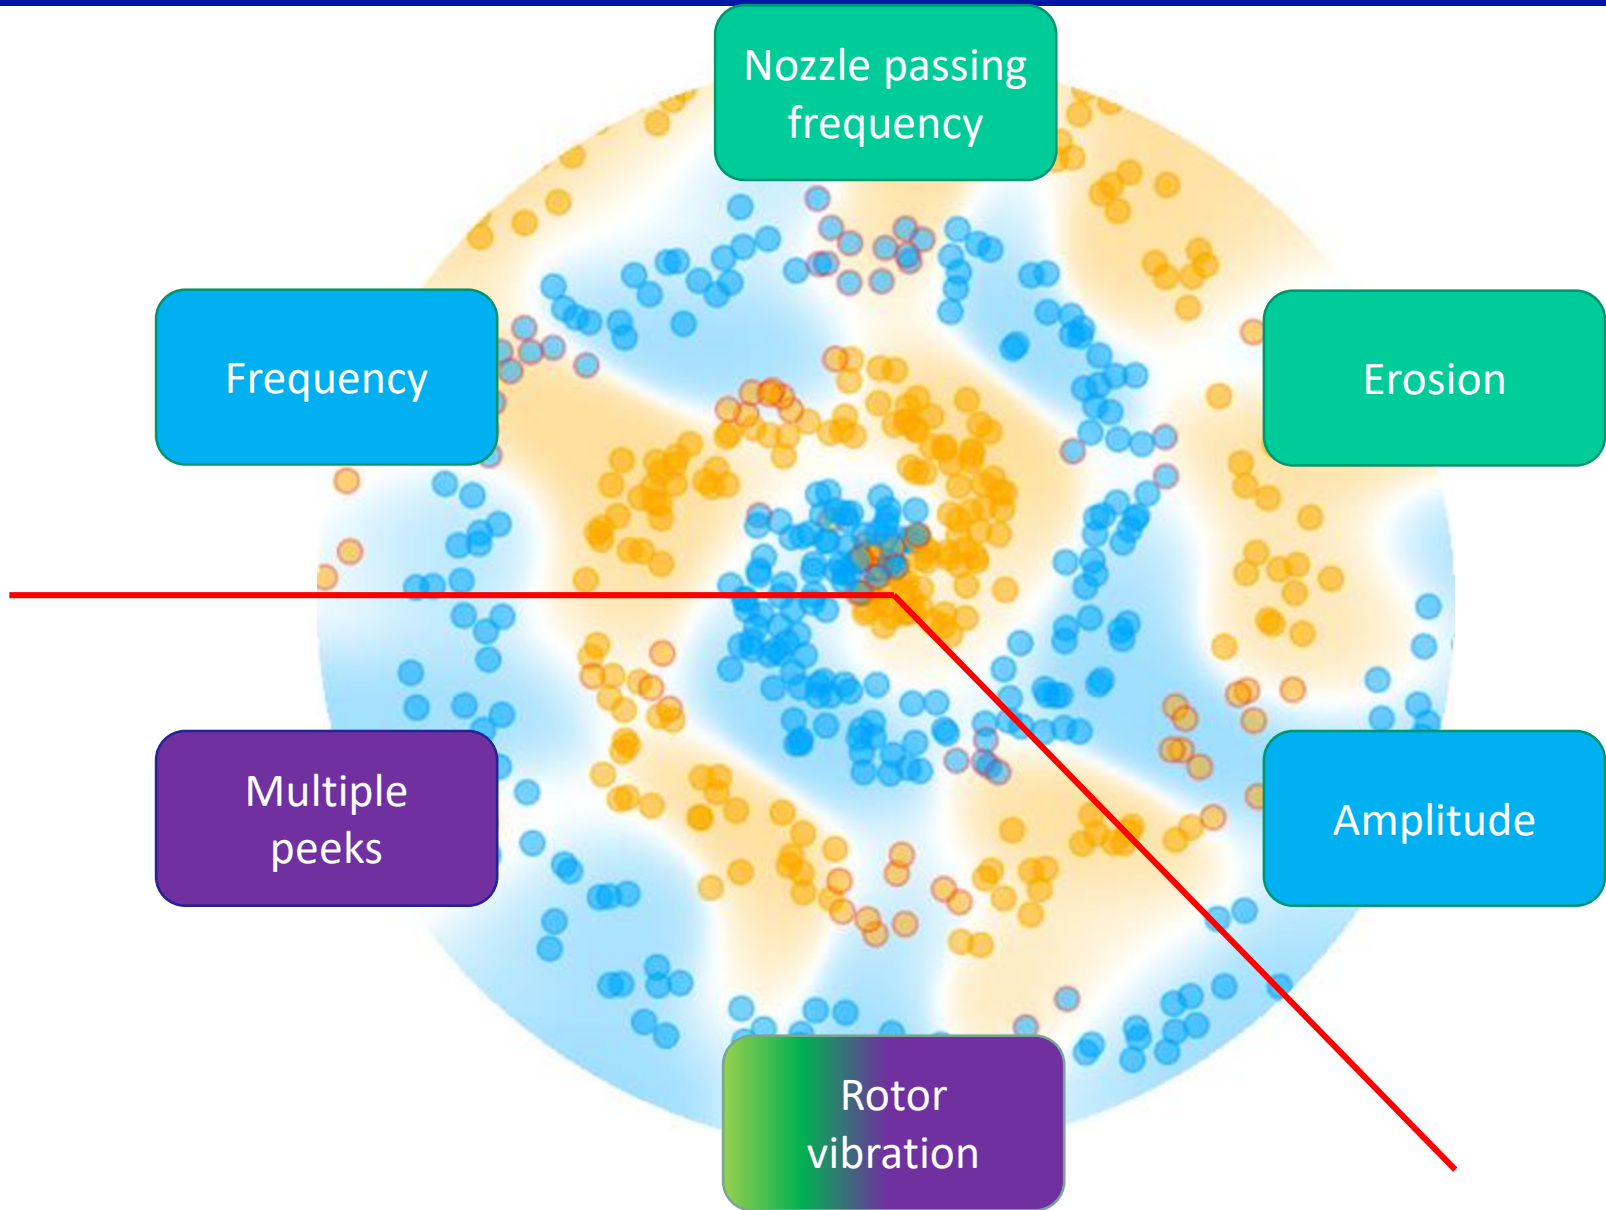 Nozzle passing
frequency
Frequency
Erosion
Multiple
peeks
Amplitude
Rotor
vibration